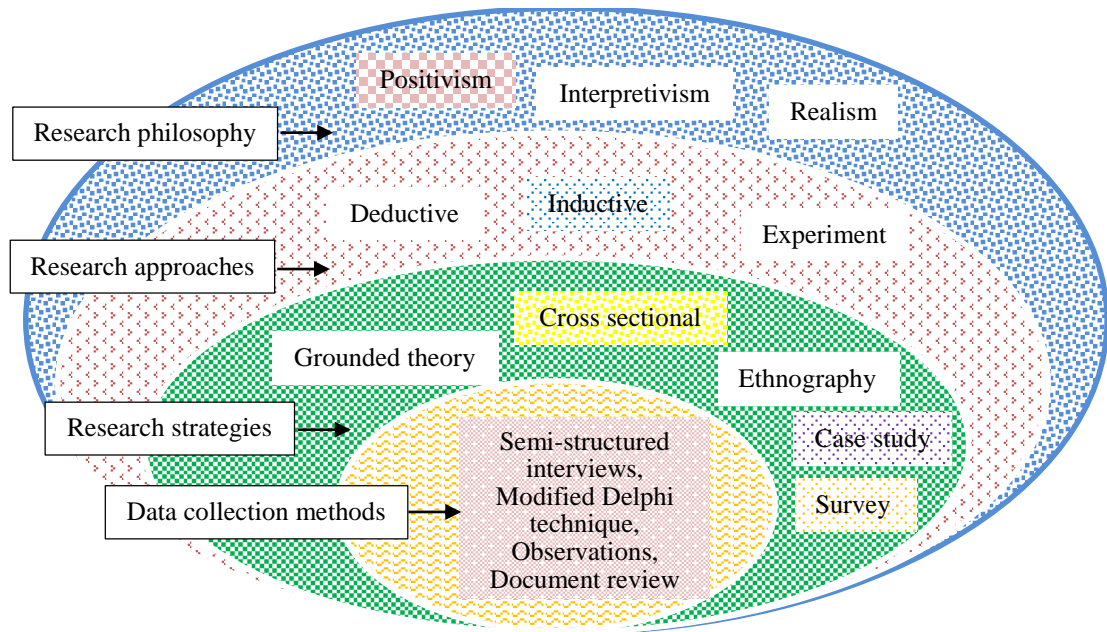 Positivism
Interpretivism
Realism
Research philosophy
Deductive
Inductive
Experiment
Research approaches
Cross sectional
Grounded theory
Ethnography
Research strategies
Case study
Semi-structured
interviews,
Modified Delphi
technique,
Observations,
Document review
Data collection methods
Survey